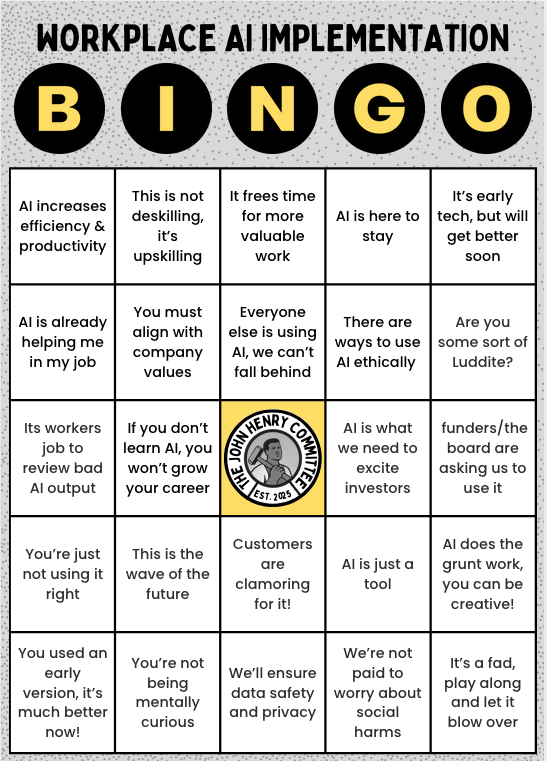 WORKPLACE AI IMPLEMENTATION
B I N G O
AI increases
efficiency &
productivity
This is not
deskilling,
it's
upskilling
It frees time
for more
valuable
work
AI is here to
stay
It's early
tech, but will
get better
soon
AI is already
helping me
in my job
You must
align with
company
values
Everyone
else is using
AI, we can't
fall behind
There are
ways to use
AI ethically
Are you
some sort of
Luddite?
Its workers
job to
review bad
AI output
If you don't
learn AI, you
won't grow
your career
THE JOHN HENRY COMMITTEE
EST. 2025
AI is what
we need to
excite
investors
funders/the
board are
asking us to
use it
You're just
not using it
right
This is the
wave of the
future
Customers
are
clamoring
for it!
AI is just a
tool
AI does the
grunt work,
you can be
creative!
You used an
early
version, it's
much better
now!
You're not
being
mentally
curious
We'll ensure
data safety
and privacy
We're not
paid to
worry about
social
harms
It's a fad,
play along
and let it
blow over